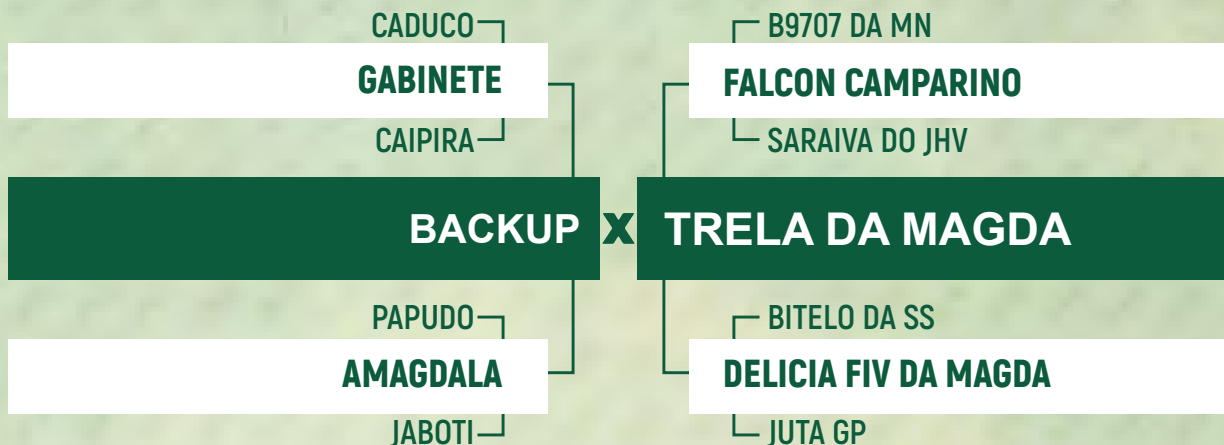 CADUCO
B9707 DA MN
GABINETE
FALCON CAMPARINO
CAIPIRA
SARAIVA DO JHV
BACKUP X TRELA DA MAGDA
PAPUDO
BITELO DA SS
AMAGDALA
DELICIA FIV DA MAGDA
JABOTI
JUTA GP